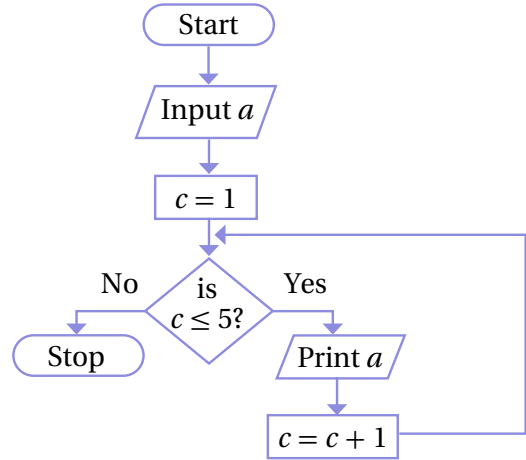 Start
Input a
c = 1
No
is
c ≤ 5?
Yes
Stop
Print a
c = c + 1